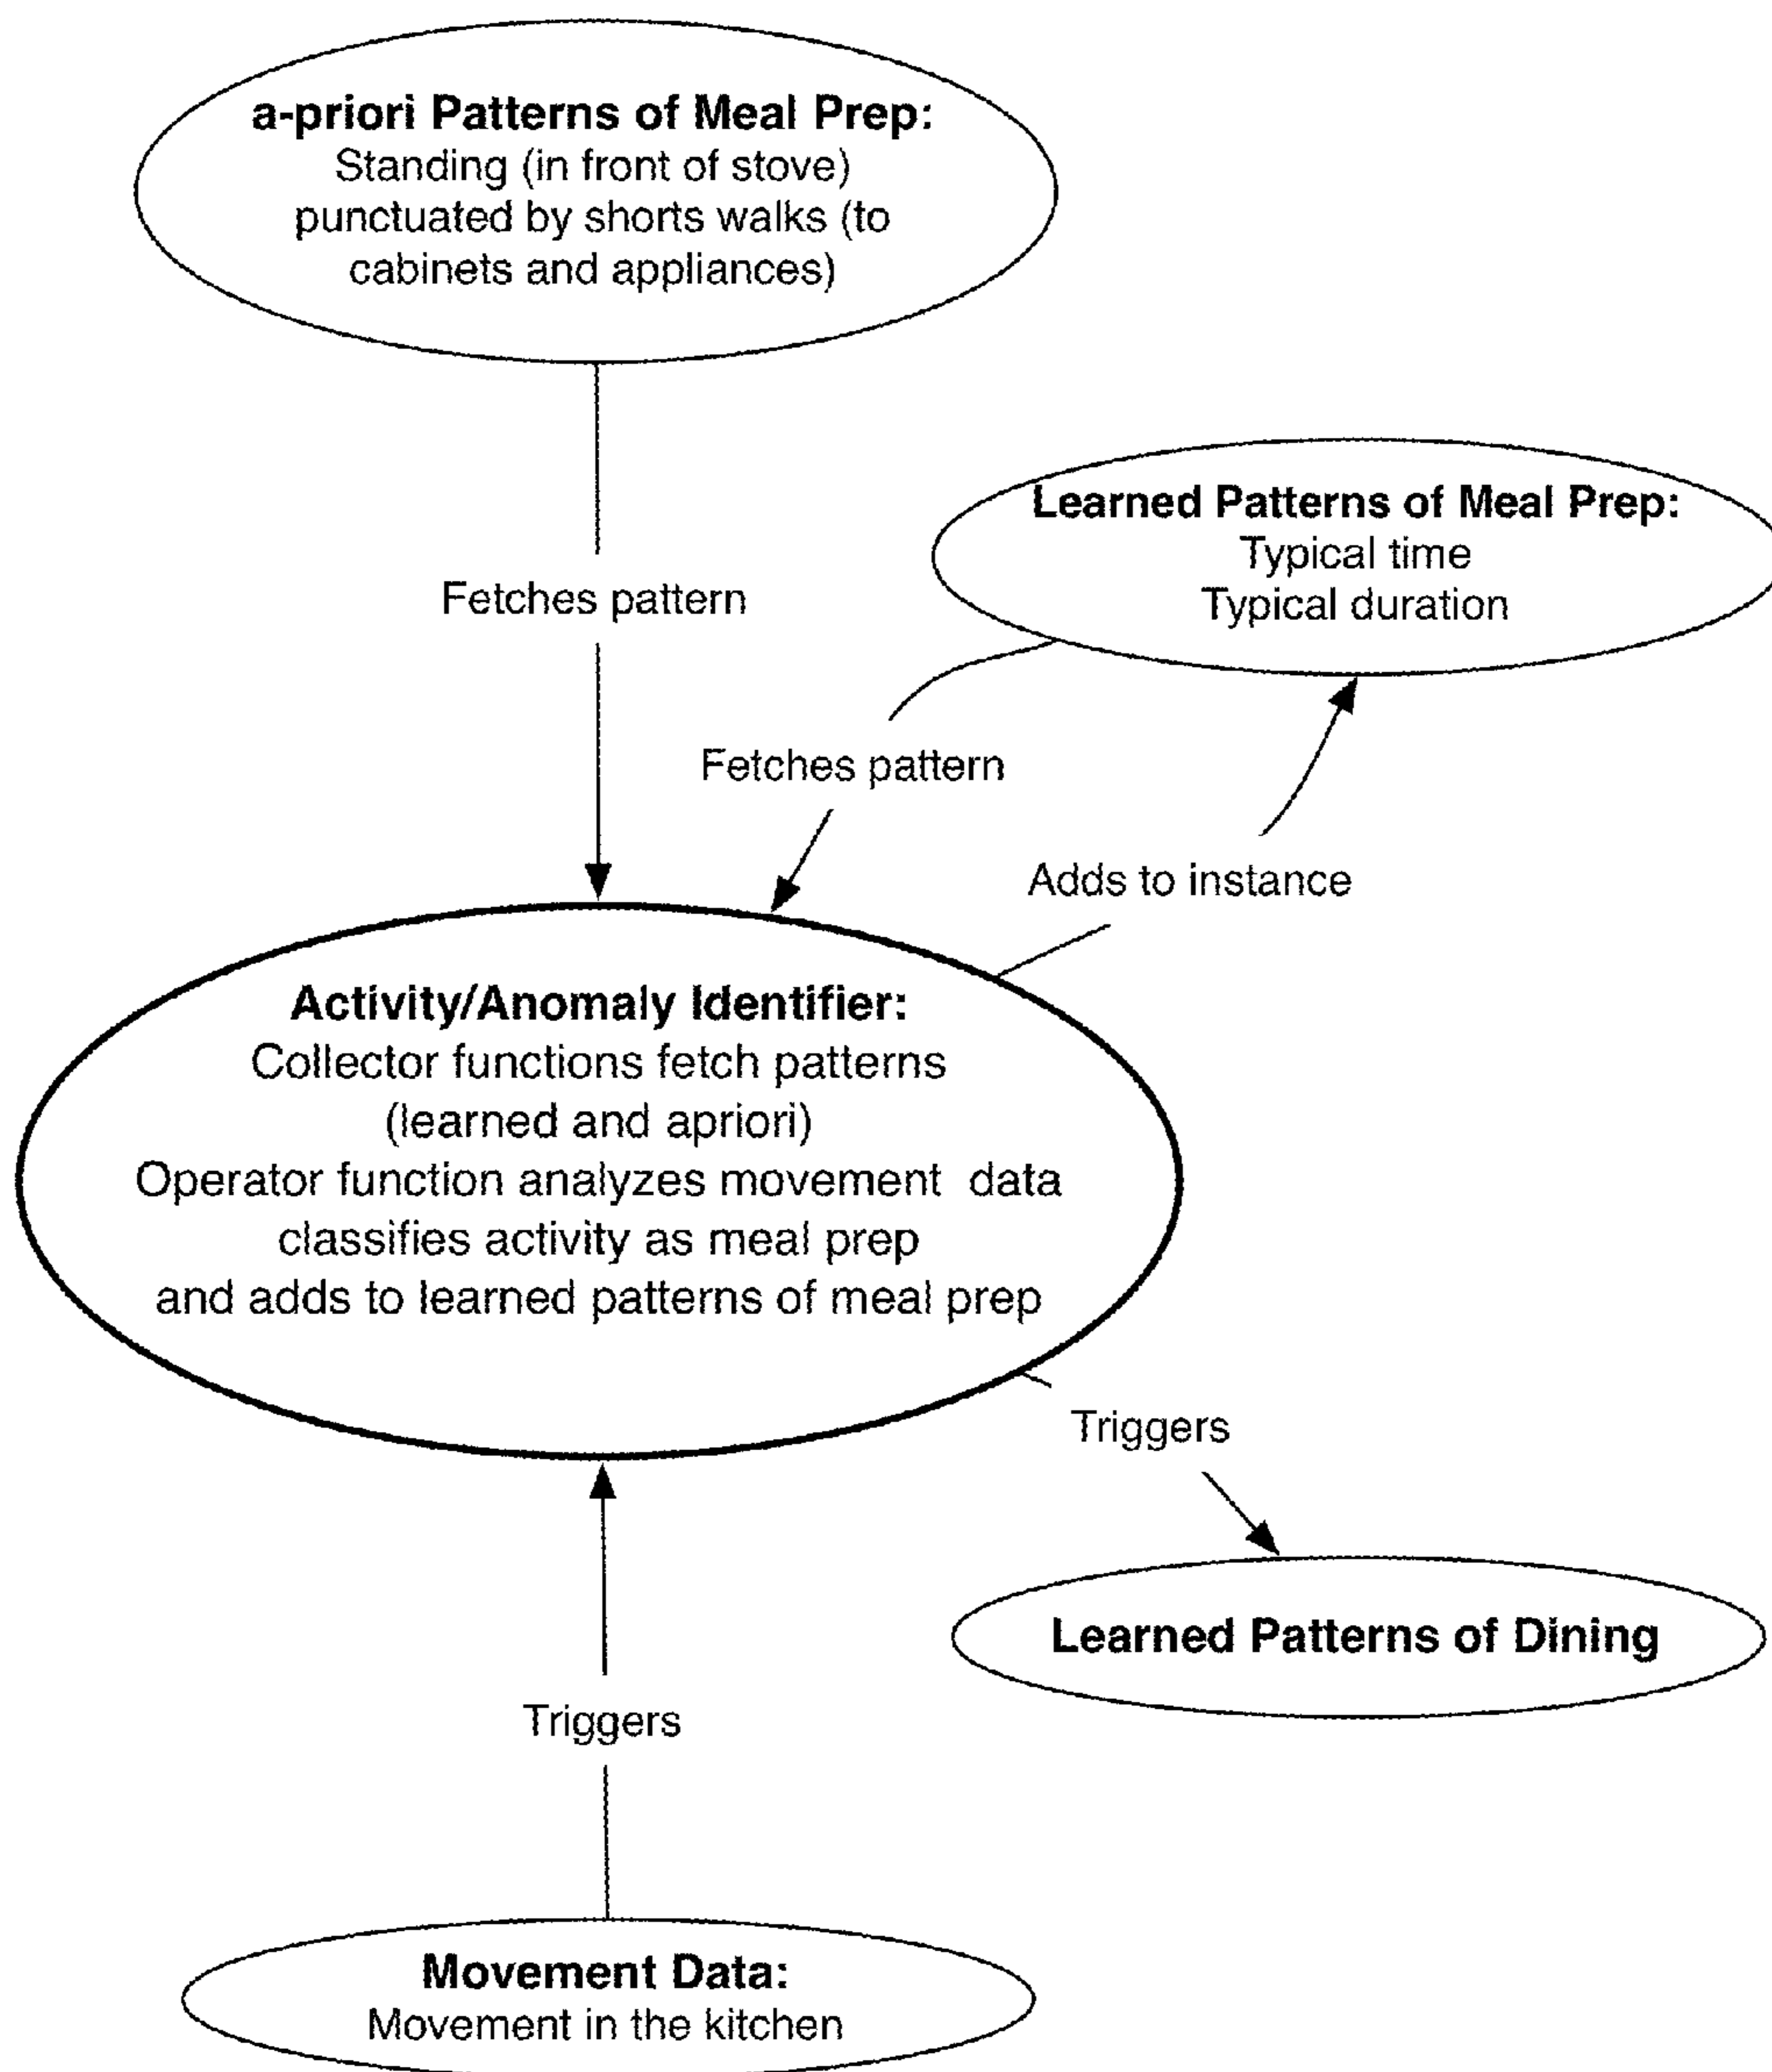 a-priori Patterns of Meal Prep:
Standing (in front of stove)
punctuated by shorts walks (to
cabinets and appliances)
Learned Patterns of Meal Prep:
Typical time
Typical duration
Fetches pattern
Fetches pattern
Adds to instance
Activity/Anomaly Identifier:
Collector functions fetch patterns
(learned and apriori)
Operator function analyzes movement data
classifies activity as meal prep
and adds to learned patterns of meal prep
Triggers
Learned Patterns of Dining
Triggers
Movement Data:
Movement in the kitchen